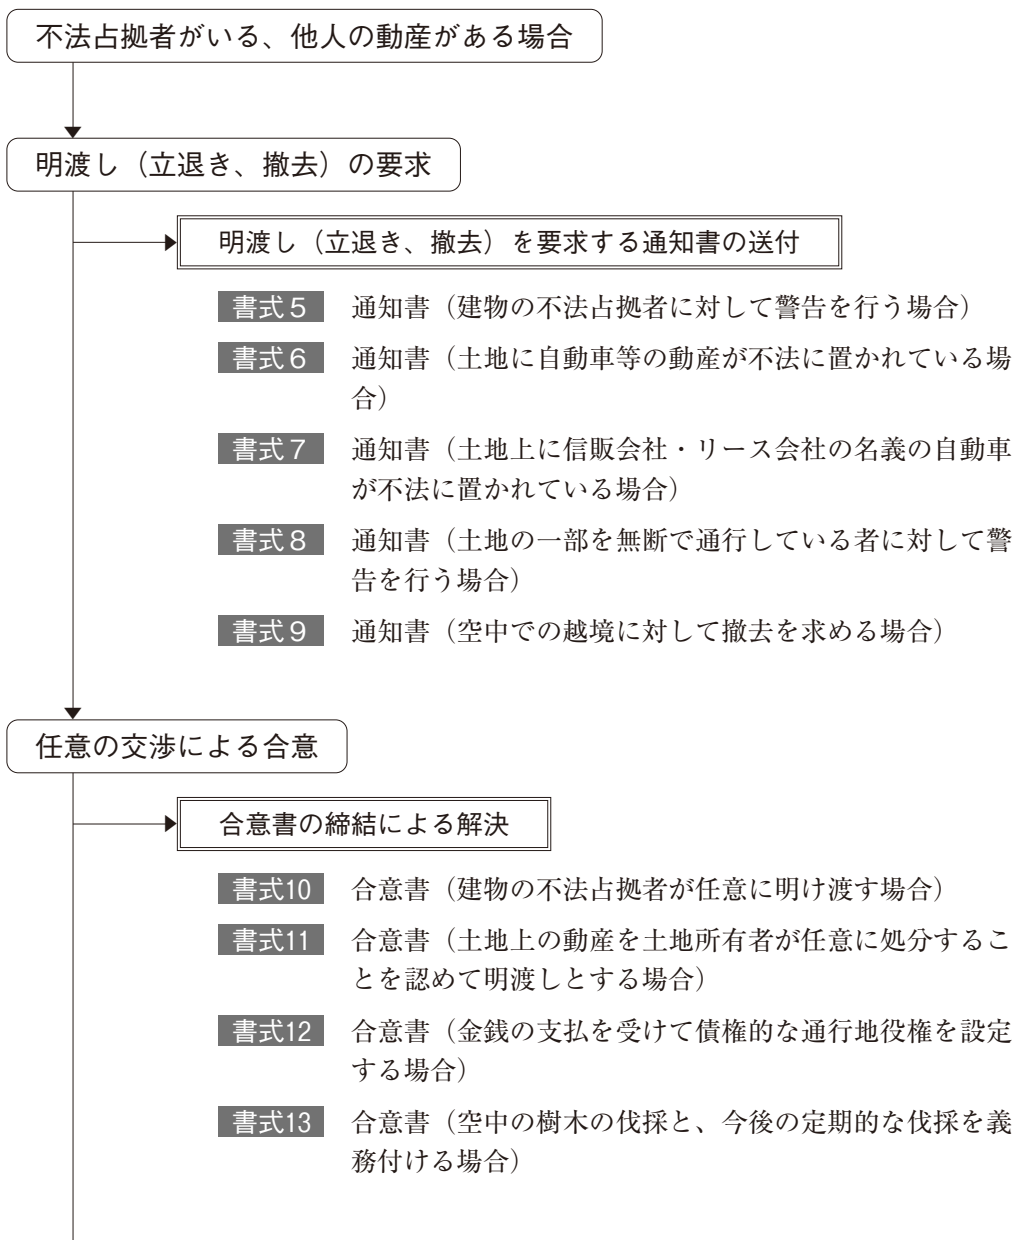 不法占拠者がいる、他人の動産がある場合
明渡し（立退き、撤去）の要求
明渡し（立退き、撤去）を要求する通知書の送付
書式5 通知書（建物の不法占拠者に対して警告を行う場合）
書式6 通知書（土地に自動車等の動産が不法に置かれている場
合）
書式7 通知書（土地上に信販会社・リース会社の名義の自動車
が不法に置かれている場合）
書式8 通知書（土地の一部を無断で通行している者に対して警
告を行う場合）
書式9 通知書（空中での越境に対して撤去を求める場合）
任意の交渉による合意
合意書の締結による解決
書式10 合意書（建物の不法占拠者が任意に明け渡す場合）
書式11 合意書（土地上の動産を土地所有者が任意に処分するこ
とを認めて明渡しとする場合）
書式12 合意書（金銭の支払を受けて債権的な通行地役権を設定
する場合）
書式13 合意書（空中の樹木の伐採と、今後の定期的な伐採を義
務付ける場合）